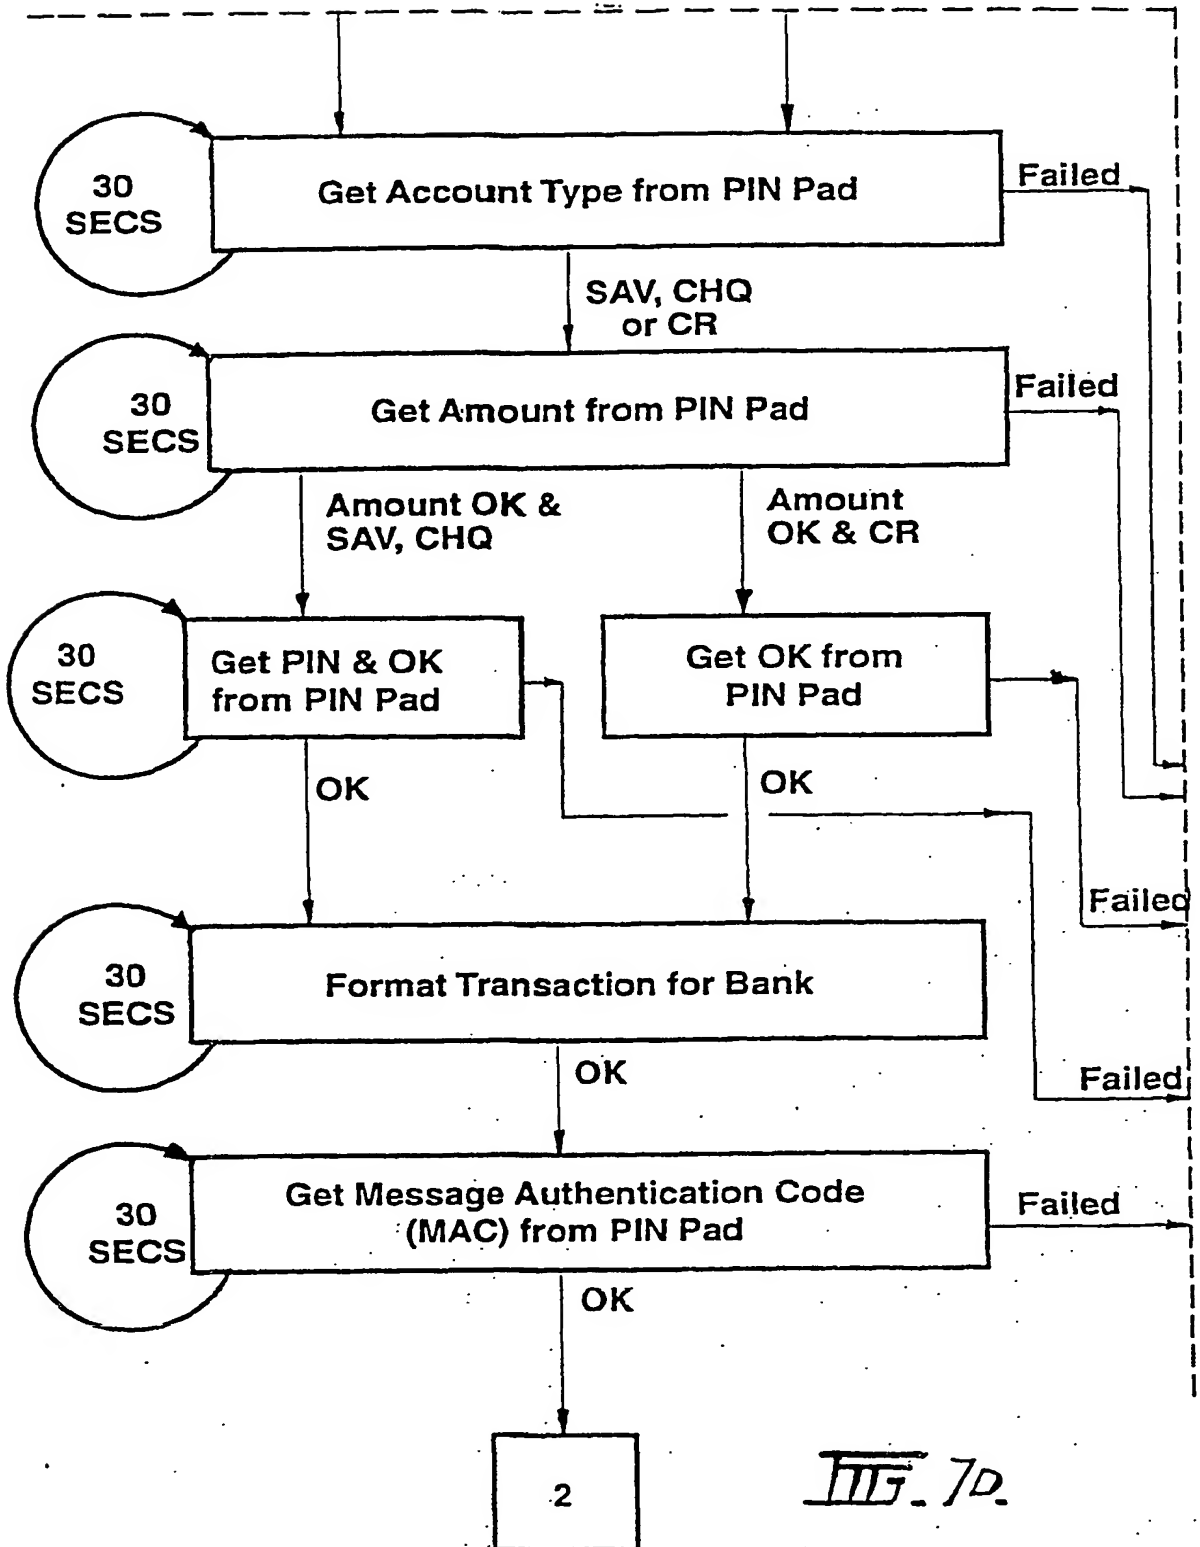 30
SECS
Get Account Type from PIN Pad
Failed
SAV, CHQ
or CR
30
SECS
Get Amount from PIN Pad
Failed
Amount OK &
SAV, CHQ
Amount
OK & CR
30
SECS
Get PIN & OK
from PIN Pad
Get OK from
PIN Pad
OK
OK
Failed
30
SECS
Format Transaction for Bank
OK
Failed
30
SECS
Get Message Authentication Code
(MAC) from PIN Pad
Failed
OK
2
FIG. 7D.